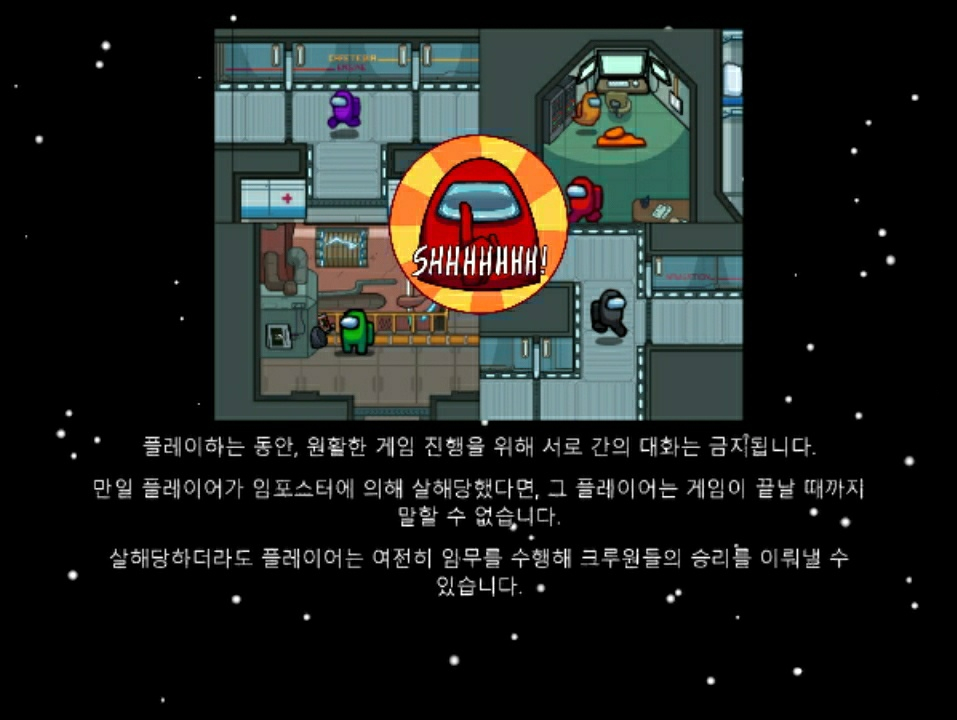 SHHHHHHH!
플레이하는 동안, 원활한 게임 진행을 위해 서로 간의 대화는 금지됩니다.
만일 플레이어가 임포스터에 의해 살해당했다면, 그 플레이어는 게임이 끝날 때까지
말할 수 없습니다.
살해당하더라도 플레이어는 여전히 임무를 수행해 크루원들의 승리를 이뤄낼 수
있습니다.